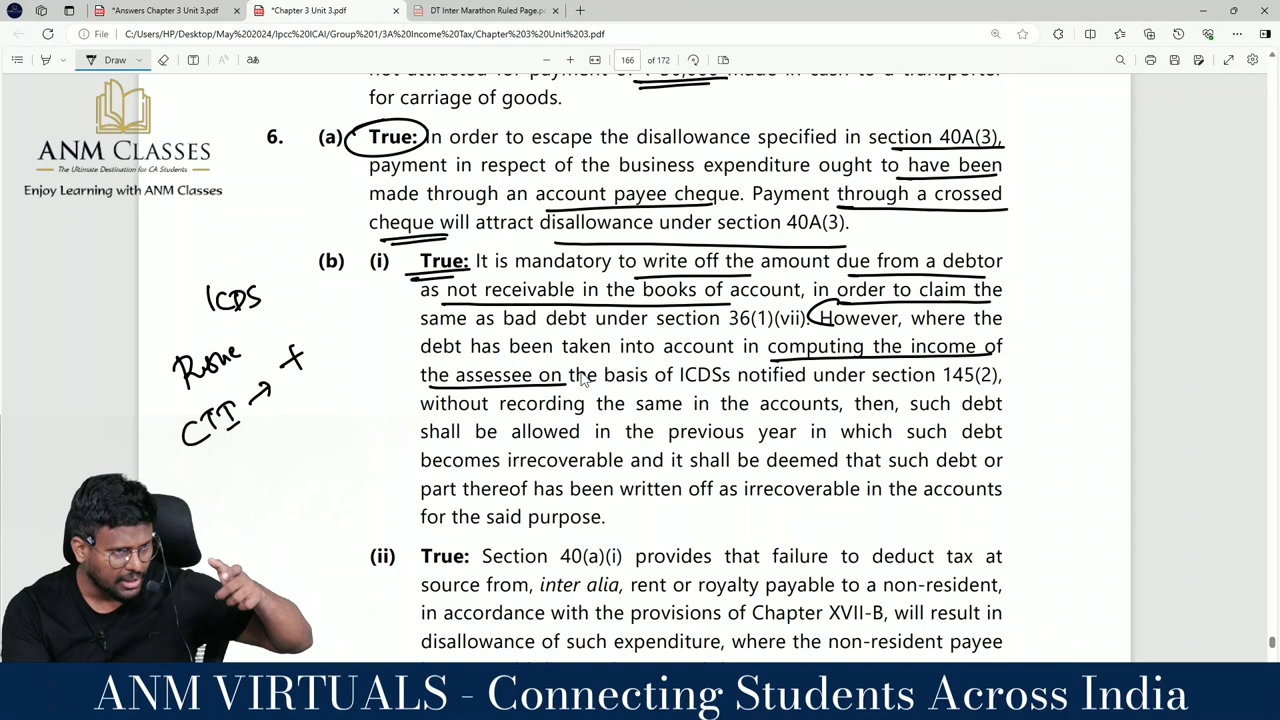 *Answers Chapter 3 Unit 3.pdf
*Chapter 3 Unit 3.pdf
DT Inter Marathon Ruled Page.p
File
C:/Users/HP/Desktop/May%202024/Ipcc%20ICAI/Group%201/3A%20Income%20Tax/Chapter%203%20Unit%203.pdf
Draw
166 of 172
for carriage of goods.
ANM CLASSES
The Ultimate Destination for CA Students
Enjoy Learning with ANM Classes
6. (a) True: In order to escape the disallowance specified in section 40A(3),
payment in respect of the business expenditure ought to have been
made through an account payee cheque. Payment through a crossed
cheque will attract disallowance under section 40A(3).
(b) (i) True: It is mandatory to write off the amount due from a debtor
as not receivable in the books of account, in order to claim the
same as bad debt under section 36(1)(vii). However, where the
debt has been taken into account in computing the income of
the assessee on the basis of ICDSs notified under section 145(2),
without recording the same in the accounts, then, such debt
shall be allowed in the previous year in which such debt
becomes irrecoverable and it shall be deemed that such debt or
part thereof has been written off as irrecoverable in the accounts
for the said purpose.
ICDS
CTI →
(ii) True: Section 40(a)(i) provides that failure to deduct tax at
source from, inter alia, rent or royalty payable to a non-resident,
in accordance with the provisions of Chapter XVII-B, will result in
disallowance of such expenditure, where the non-resident payee
ANM VIRTUALS - Connecting Students Across India